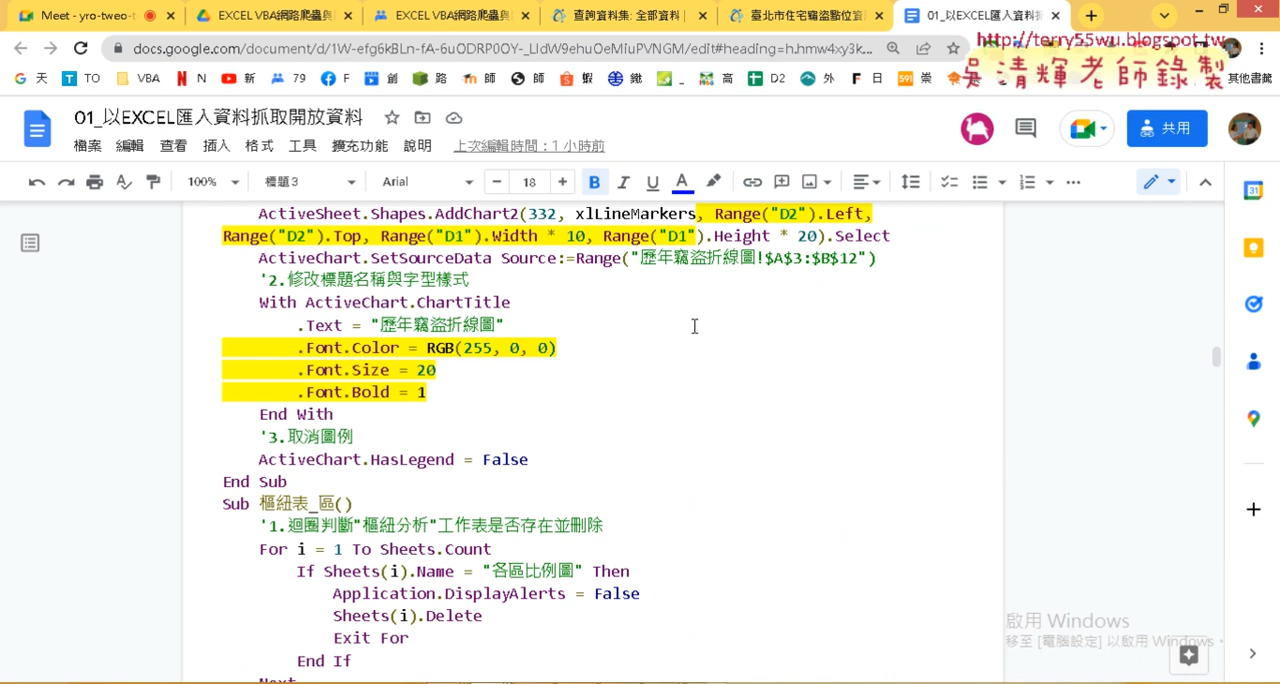 Meet - yro-tweo-t
EXCEL VBA網路爬蟲與
EXCEL VBA網路爬蟲與
查詢資料集: 全部資料 |
臺北市住宅竊盜點位資
01_以EXCEL匯入資料抓
docs.google.com/document/d/1W-efg6kBLn-fA-6uODRP0OY-_LIdW9ehuOeMiuPVNGM/edit#heading=h.hmw4xy3k...
http://terry55wu.blogspot.tw
吳清輝老師錄製
天 TO VBA N 新 79 F 創 路 師 師 蝦 鐵 _ 高 D2 外 日 崇 其他書籤
01_以EXCEL匯入資料抓取開放資料
共用
檔案 編輯 查看 插入 格式 工具 擴充功能 說明 上次編輯時間：1 小時前
100% 標題 3 Arial 18
ActiveSheet.Shapes.AddChart2(332, xlLineMarkers, Range("D2").Left,
Range("D2").Top, Range("D1").Width * 10, Range("D1").Height * 20).Select
ActiveChart.SetSourceData Source:=Range("歷年竊盜折線圖!$A$3:$B$12")
'2.修改標題名稱與字型樣式
With ActiveChart.ChartTitle
.Text = "歷年竊盜折線圖"
.Font.Color = RGB(255, 0, 0)
.Font.Size = 20
.Font.Bold = 1
End With
'3.取消圖例
ActiveChart.HasLegend = False
End Sub
Sub 樞紐表_區()
'1.迴圈判斷"樞紐分析"工作表是否存在並刪除
For i = 1 To Sheets.Count
If Sheets(i).Name = "各區比例圖" Then
Application.DisplayAlerts = False
Sheets(i).Delete
Exit For
End If
Next
啟用 Windows
移至 [電腦設定] 以啟用 Windows。